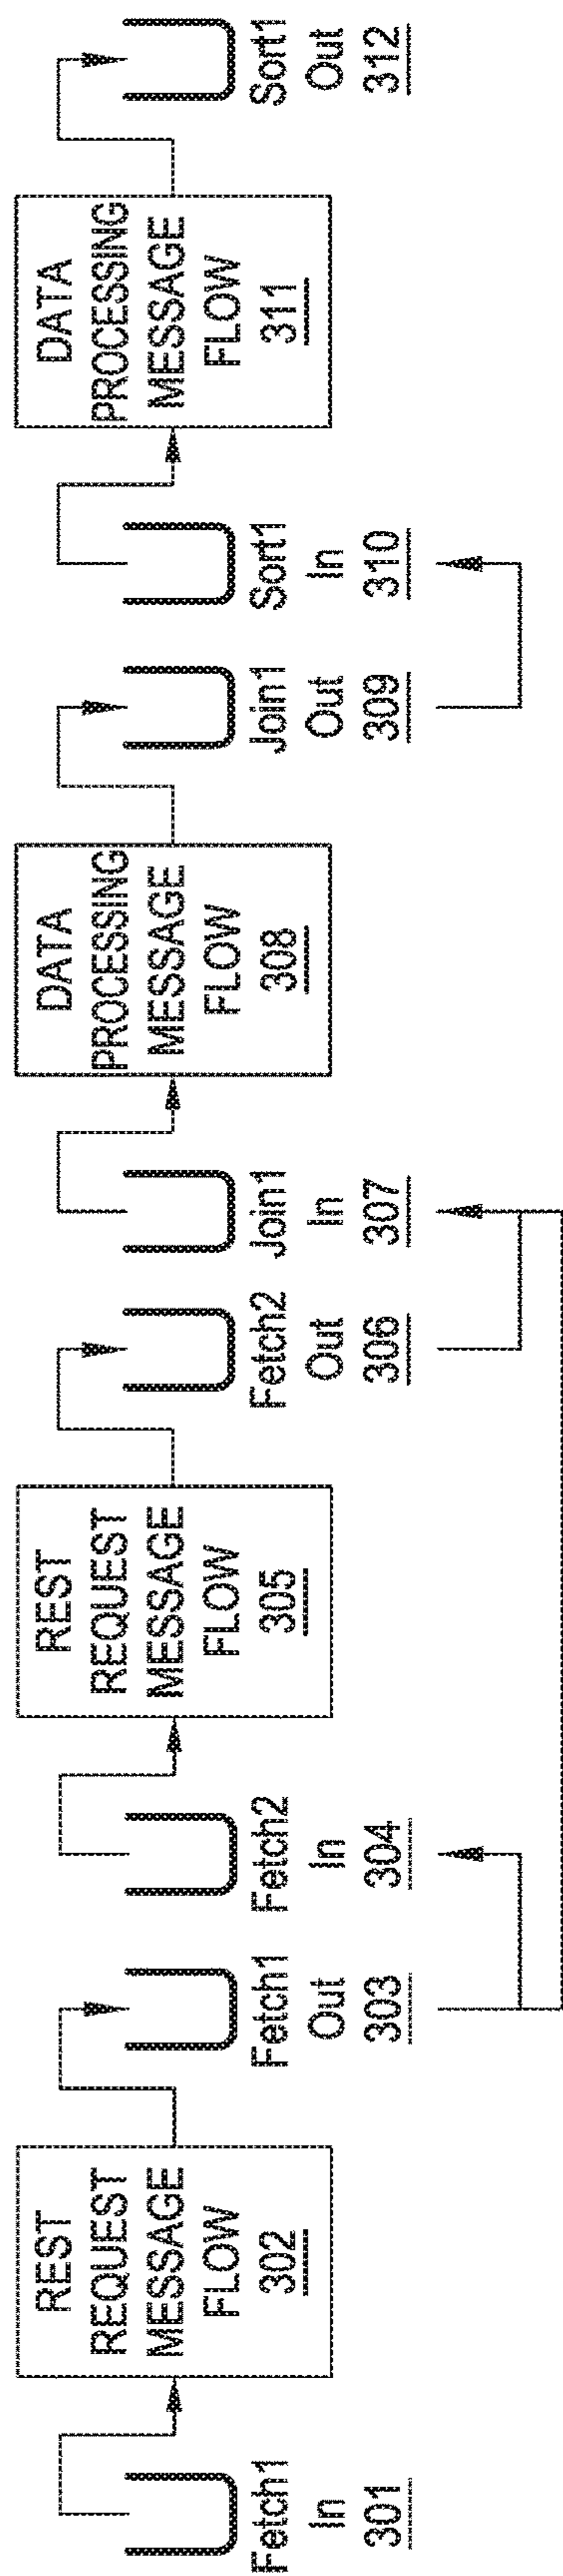 Fetch1
In
301
REST
REQUEST
MESSAGE
FLOW
302
Fetch1
Out
303
Fetch2
In
304
REST
REQUEST
MESSAGE
FLOW
305
Fetch2
Out
306
Join1
In
307
DATA
PROCESSING
MESSAGE
FLOW
308
Join1
Out
309
Sort1
In
310
DATA
PROCESSING
MESSAGE
FLOW
311
Sort1
Out
312